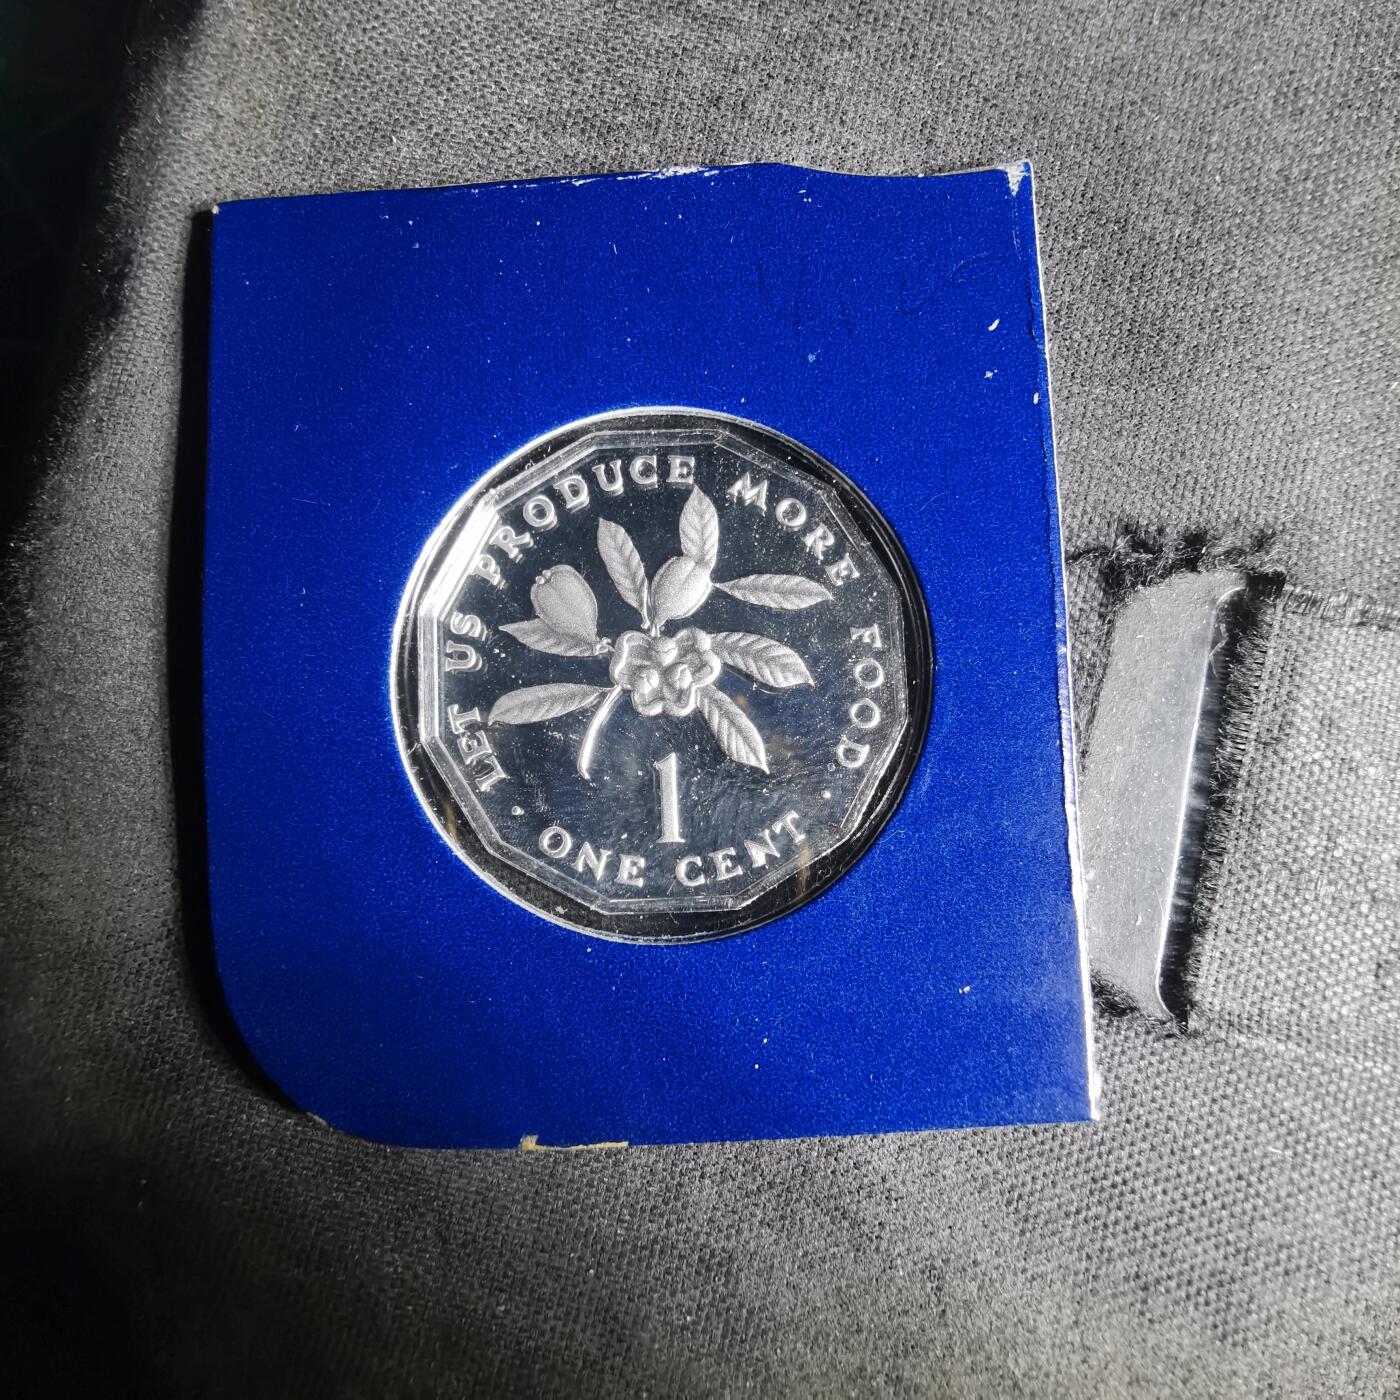 LET US PRODUCE MORE FOOD
1
• ONE CENT •